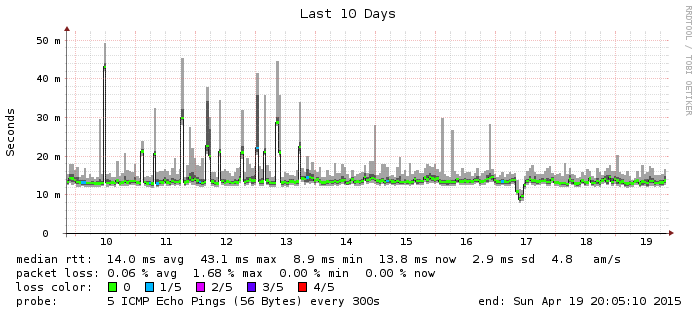 Last 10 Days
RRDTOOL / TOBI OETIKER
Seconds
50 m
40 m
30 m
20 m
10 m
0
10 11 12 13 14 15 16 17 18 19
median rtt: 14.0 ms avg 43.1 ms max 8.9 ms min 13.8 ms now 2.9 ms sd 4.8 am/s
packet loss: 0.06 % avg 1.68 % max 0.00 % min 0.00 % now
loss color: 0 1/5 2/5 3/5 4/5
probe: 5 ICMP Echo Pings (56 Bytes) every 300s end: Sun Apr 19 20:05:10 2015